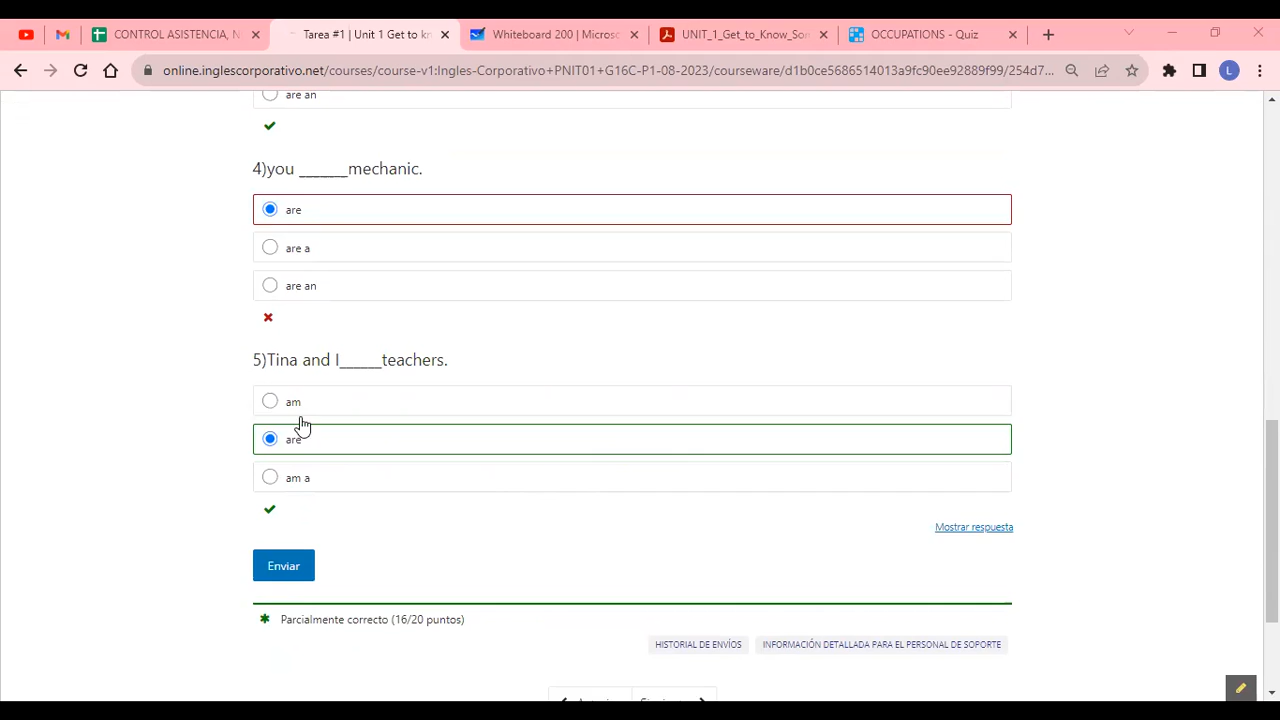 CONTROL ASISTENCIA, N
Tarea #1 | Unit 1 Get to kn
Whiteboard 200 | Microso
UNIT_1_Get_to_Know_Som
OCCUPATIONS - Quiz
online.inglescorporativo.net/courses/course-v1:Ingles-Corporativo+PNIT01+G16C-P1-08-2023/courseware/d1b0ce5686514013a9fc90ee92889f99/254d7...
L
are an
4)you ______mechanic.
are
are a
are an
5)Tina and I_____teachers.
am
are
am a
Mostrar respuesta
Enviar
Parcialmente correcto (16/20 puntos)
HISTORIAL DE ENVÍOS
INFORMACIÓN DETALLADA PARA EL PERSONAL DE SOPORTE